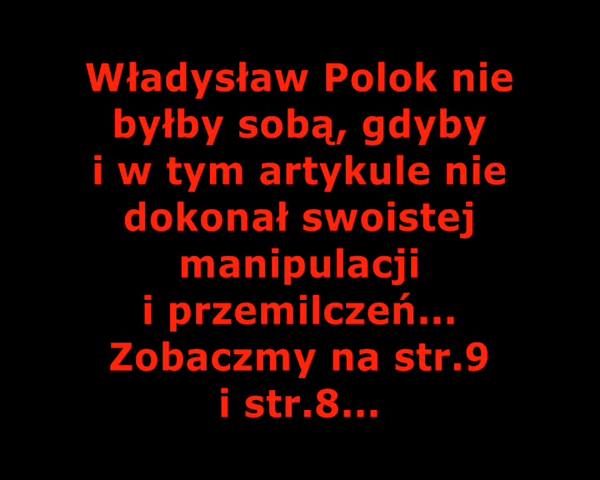 Władysław Polok nie
byłby sobą, gdyby
i w tym artykule nie
dokonał swoistej
manipulacji
i przemilczeń...
Zobaczmy na str.9
i str.8...